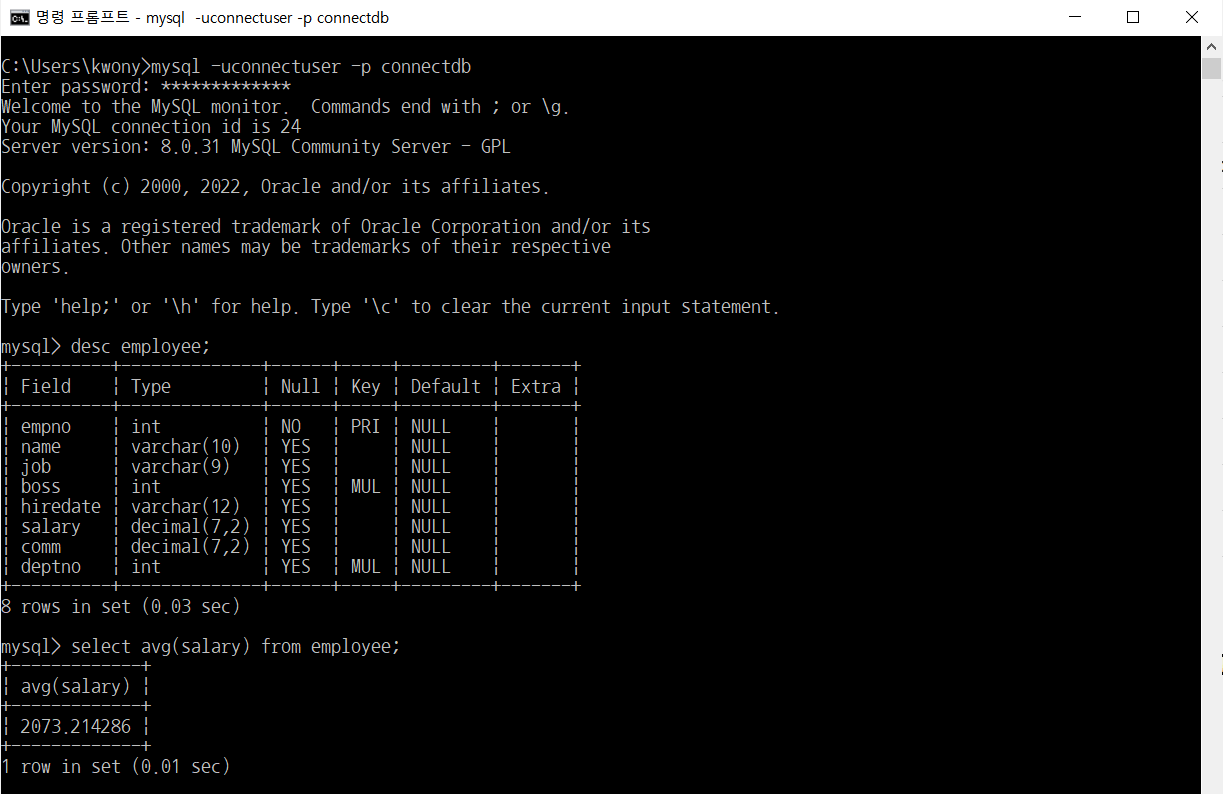 명령 프롬프트 - mysql  -uconnectuser -p connectdb
C:\Users\kwony>mysql -uconnectuser -p connectdb
Enter password: *************
Welcome to the MySQL monitor.  Commands end with ; or \g.
Your MySQL connection id is 24
Server version: 8.0.31 MySQL Community Server - GPL
Copyright (c) 2000, 2022, Oracle and/or its affiliates.
Oracle is a registered trademark of Oracle Corporation and/or its
affiliates. Other names may be trademarks of their respective
owners.
Type 'help;' or '\h' for help. Type '\c' to clear the current input statement.
mysql> desc employee;
+----------+--------------+------+-----+---------+-------+
| Field    | Type         | Null | Key | Default | Extra |
+----------+--------------+------+-----+---------+-------+
| empno    | int          | NO   | PRI | NULL    |       |
| name     | varchar(10)  | YES  |     | NULL    |       |
| job      | varchar(9)   | YES  |     | NULL    |       |
| boss     | int          | YES  | MUL | NULL    |       |
| hiredate | varchar(12)  | YES  |     | NULL    |       |
| salary   | decimal(7,2) | YES  |     | NULL    |       |
| comm     | decimal(7,2) | YES  |     | NULL    |       |
| deptno   | int          | YES  | MUL | NULL    |       |
+----------+--------------+------+-----+---------+-------+
8 rows in set (0.03 sec)
mysql> select avg(salary) from employee;
+-------------+
| avg(salary) |
+-------------+
| 2073.214286 |
+-------------+
1 row in set (0.01 sec)